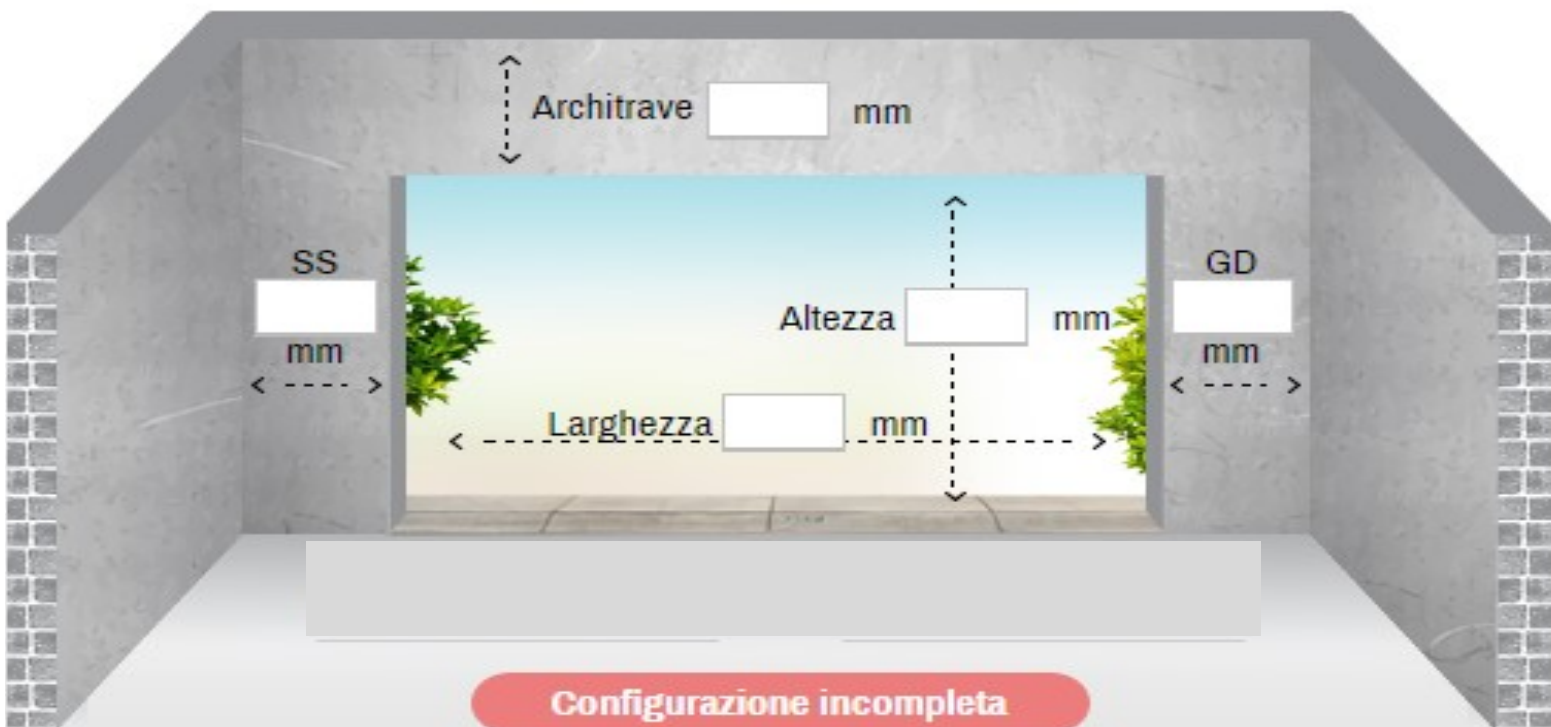 Architrave mm
SS
GD
mm
mm
Altezza mm
Larghezza mm
Configurazione incompleta